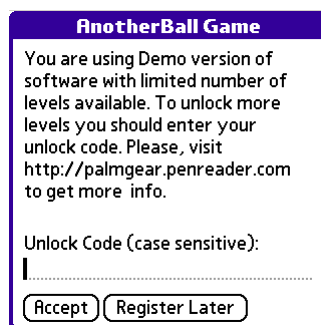 AnotherBall Game
You are using Demo version of
software with limited number of
levels available. To unlock more
levels you should enter your
unlock code. Please, visit
http://palmgear.penreader.com
to get more info.
Unlock Code (case sensitive):
Accept Register Later